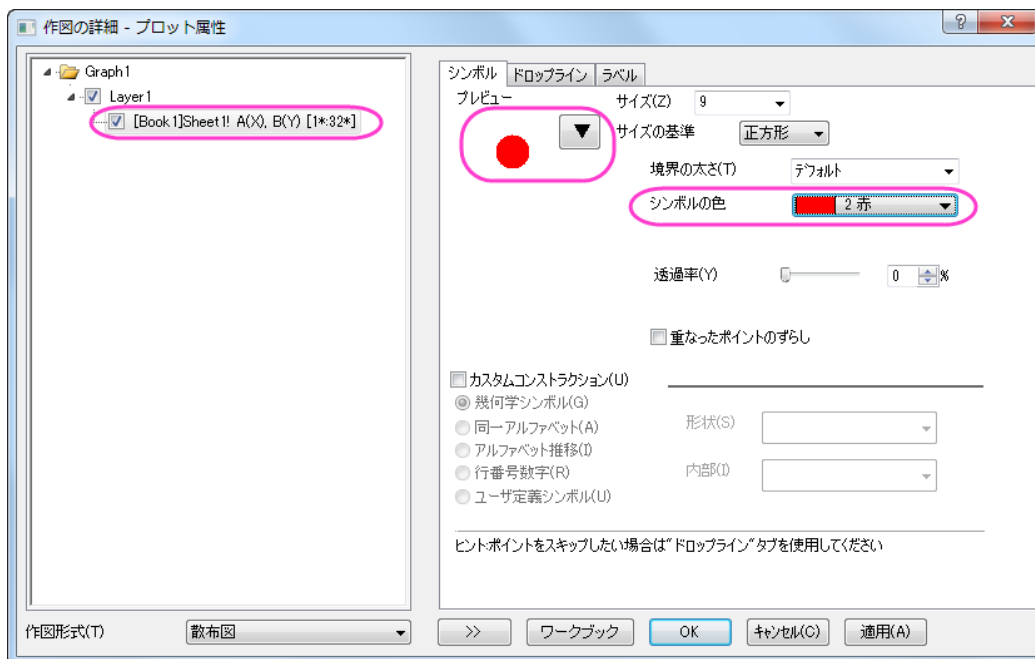 作図の詳細 - プロット属性
Graph1
Layer1
[Book1]Sheet1! A(X), B(Y) [1*:32*]
シンボル ドロップライン ラベル
プレビュー
サイズ(Z) 9
サイズの基準 正方形
境界の太さ(T) デフォルト
シンボルの色 2 赤
透過率(Y) 0 %
重なったポイントのずらし
カスタムコンストラクション(U)
幾何学シンボル(G)
同一アルファベット(A)
アルファベット推移(I)
行番号数字(R)
ユーザ定義シンボル(U)
形状(S)
内部(I)
ヒント:ポイントをスキップしたい場合は"ドロップライン"タブを使用してください
作図形式(T) 散布図
>> ワークブック OK キャンセル(C) 適用(A)